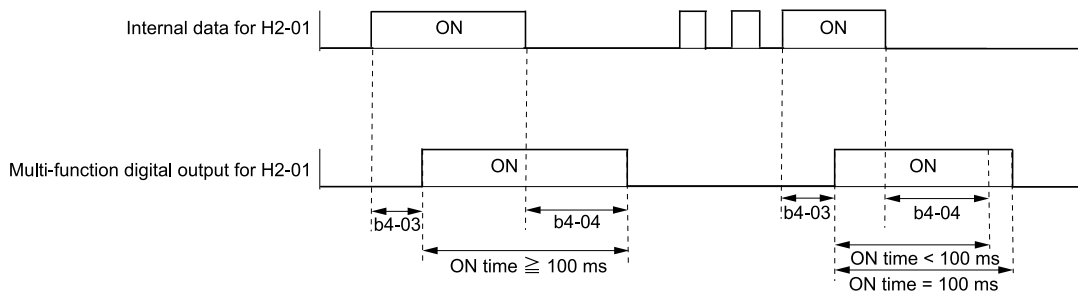 Internal data for H2-01
ON
ON
Multi-function digital output for H2-01
ON
ON
b4-03
b4-04
b4-03
b4-04
ON time ≧ 100 ms
ON time < 100 ms
ON time = 100 ms